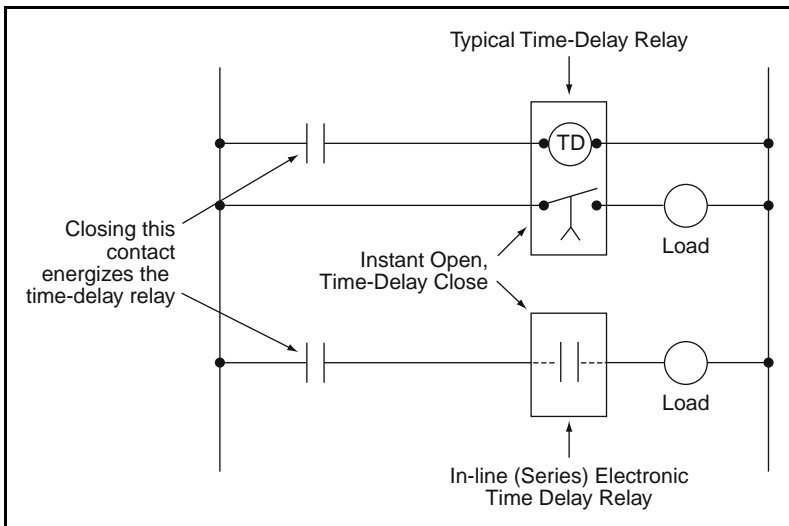 Typical Time-Delay Relay
TD
Load
Closing this
contact
energizes the
time-delay relay
Instant Open,
Time-Delay Close
Load
In-line (Series) Electronic
Time Delay Relay